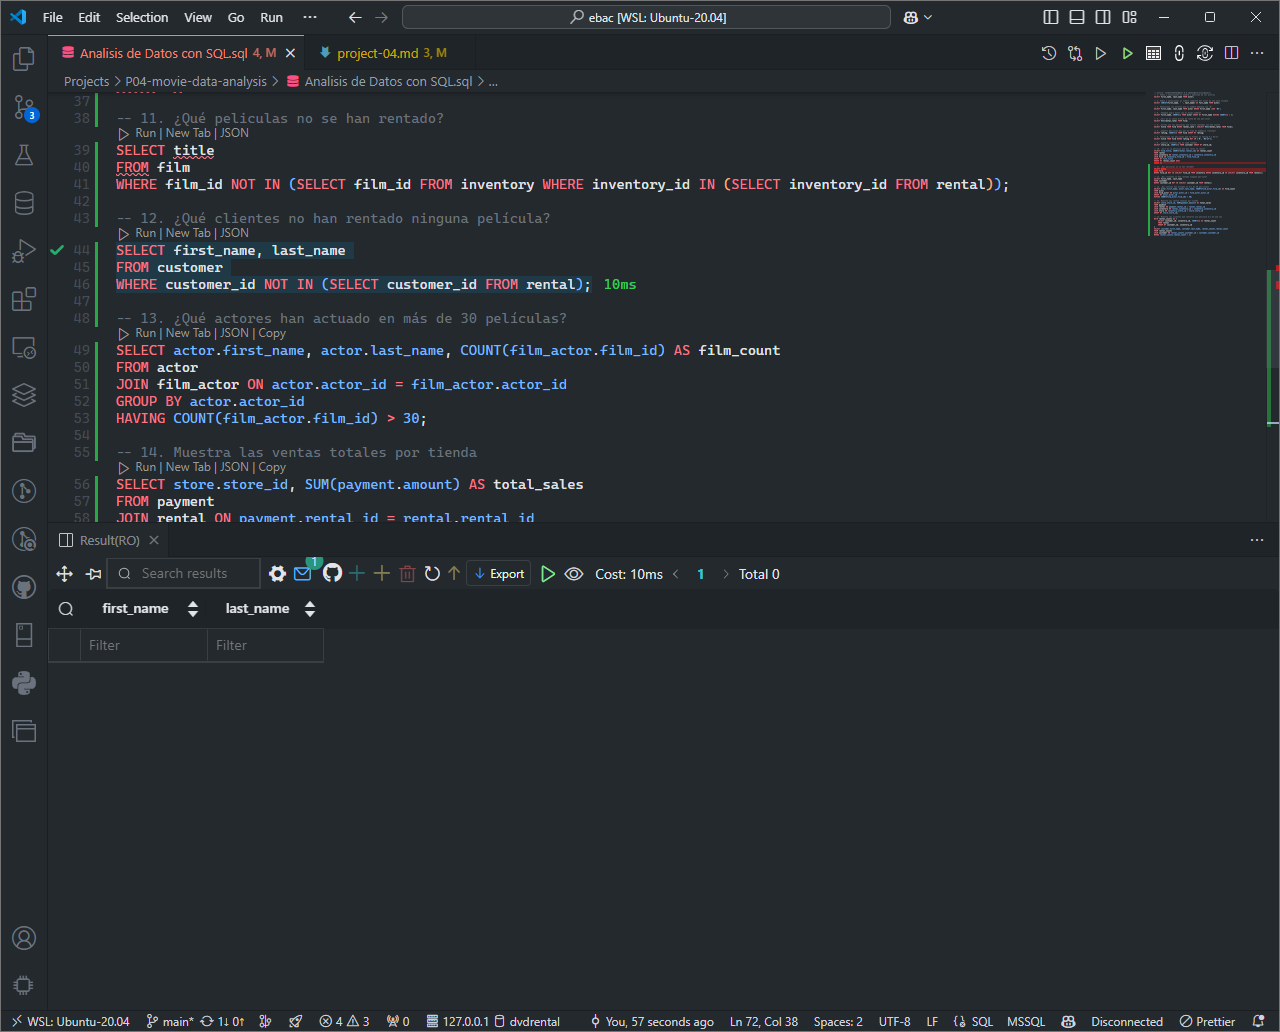 File Edit Selection View Go Run ··· ebac [WSL: Ubuntu-20.04]
Analisis de Datos con SQL.sql 4, M project-04.md 3, M
Projects > P04-movie-data-analysis > Analisis de Datos con SQL.sql > ...
37
38 -- 11. ¿Qué peliculas no se han rentado?
Run | New Tab | JSON
39 SELECT title
40 FROM film
41 WHERE film_id NOT IN (SELECT film_id FROM inventory WHERE inventory_id IN (SELECT inventory_id FROM rental));
42
43 -- 12. ¿Qué clientes no han rentado ninguna película?
Run | New Tab | JSON
44 SELECT first_name, last_name
45 FROM customer
46 WHERE customer_id NOT IN (SELECT customer_id FROM rental); 10ms
47
48 -- 13. ¿Qué actores han actuado en más de 30 películas?
Run | New Tab | JSON | Copy
49 SELECT actor.first_name, actor.last_name, COUNT(film_actor.film_id) AS film_count
50 FROM actor
51 JOIN film_actor ON actor.actor_id = film_actor.actor_id
52 GROUP BY actor.actor_id
53 HAVING COUNT(film_actor.film_id) > 30;
54
55 -- 14. Muestra las ventas totales por tienda
Run | New Tab | JSON | Copy
56 SELECT store.store_id, SUM(payment.amount) AS total_sales
57 FROM payment
58 JOIN rental ON payment.rental_id = rental.rental_id
Result(RO)
Search results 1 Export Cost: 10ms < 1 > Total 0
first_name last_name
Filter Filter
3
WSL: Ubuntu-20.04 main* 1↓ 0↑ 4 3 0 127.0.0.1 dvdrental You, 57 seconds ago Ln 72, Col 38 Spaces: 2 UTF-8 LF SQL MSSQL Disconnected Prettier